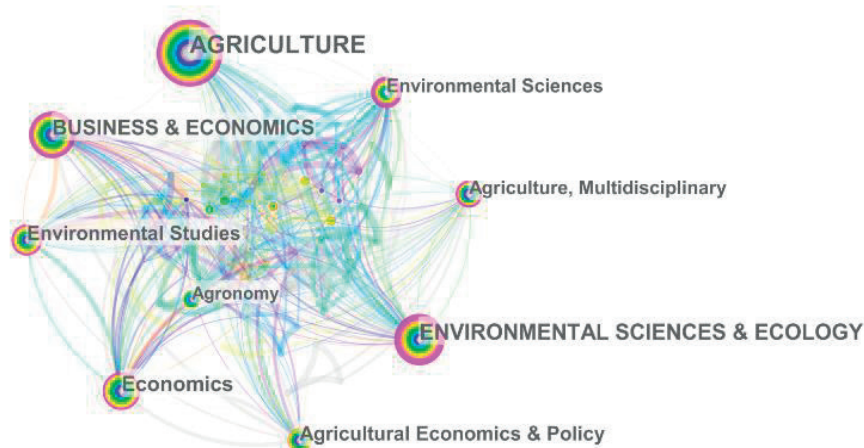 AGRICULTURE
Environmental Sciences
BUSINESS & ECONOMICS
Agriculture, Multidisciplinary
Environmental Studies
Agronomy
ENVIRONMENTAL SCIENCES & ECOLOGY
Economics
Agricultural Economics & Policy